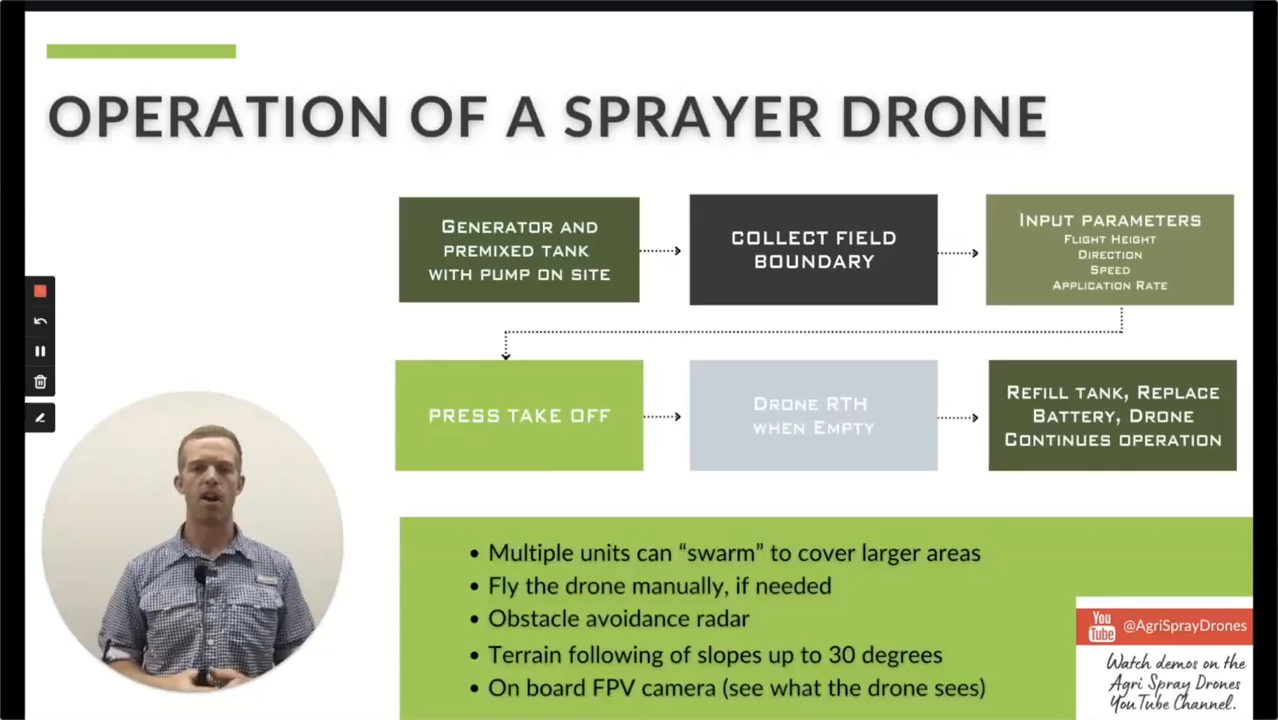 OPERATION OF A SPRAYER DRONE
GENERATOR AND
PREMIXED TANK
WITH PUMP ON SITE
COLLECT FIELD
BOUNDARY
INPUT PARAMETERS
FLIGHT HEIGHT
DIRECTION
SPEED
APPLICATION RATE
PRESS TAKE OFF
DRONE RTH
WHEN EMPTY
REFILL TANK, REPLACE
BATTERY, DRONE
CONTINUES OPERATION
• Multiple units can “swarm” to cover larger areas
• Fly the drone manually, if needed
• Obstacle avoidance radar
• Terrain following of slopes up to 30 degrees
• On board FPV camera (see what the drone sees)
You
Tube
@AgriSprayDrones
Watch demos on the
Agri Spray Drones
YouTube Channel.